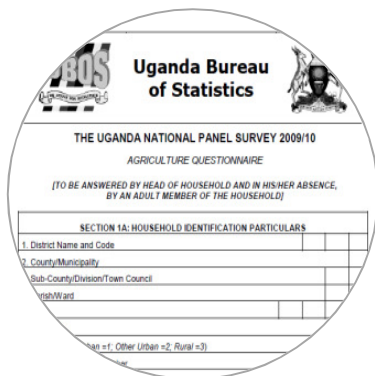 UBOS
Uganda Bureau
of Statistics
THE UGANDA NATIONAL PANEL SURVEY 2009/10
AGRICULTURE QUESTIONNAIRE
[TO BE ANSWERED BY HEAD OF HOUSEHOLD AND IN HIS/HER ABSENCE,
BY AN ADULT MEMBER OF THE HOUSEHOLD]
SECTION 1A: HOUSEHOLD IDENTIFICATION PARTICULARS
1. District Name and Code
2. County/Municipality
Sub-County/Division/Town Council
Parish/Ward
=1; Other Urban =2; Rural =3)